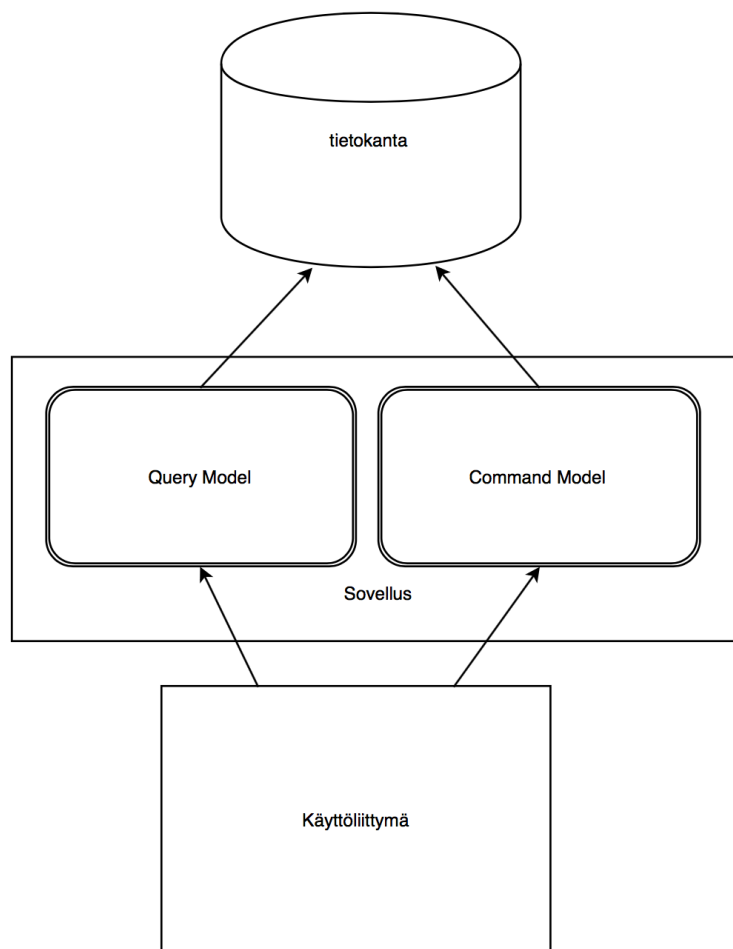 tietokanta
Query Model
Command Model
Sovellus
Käyttöliittymä